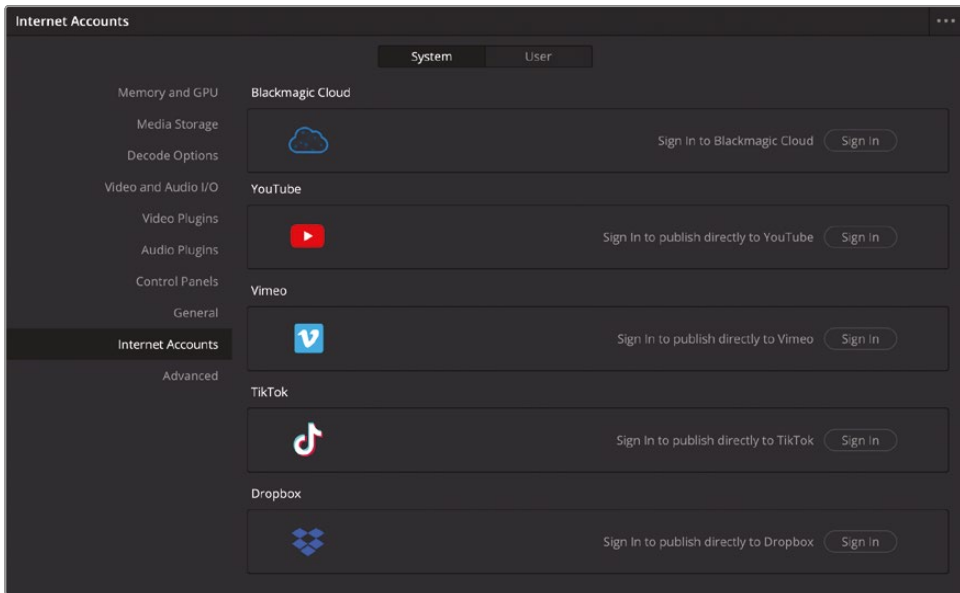 Internet Accounts
System
User
Memory and GPU
Media Storage
Decode Options
Video and Audio I/O
Video Plugins
Audio Plugins
Control Panels
General
Internet Accounts
Advanced
Blackmagic Cloud
Sign In to Blackmagic Cloud
Sign In
YouTube
Sign In to publish directly to YouTube
Sign In
Vimeo
Sign In to publish directly to Vimeo
Sign In
TikTok
Sign In to publish directly to TikTok
Sign In
Dropbox
Sign In to publish directly to Dropbox
Sign In